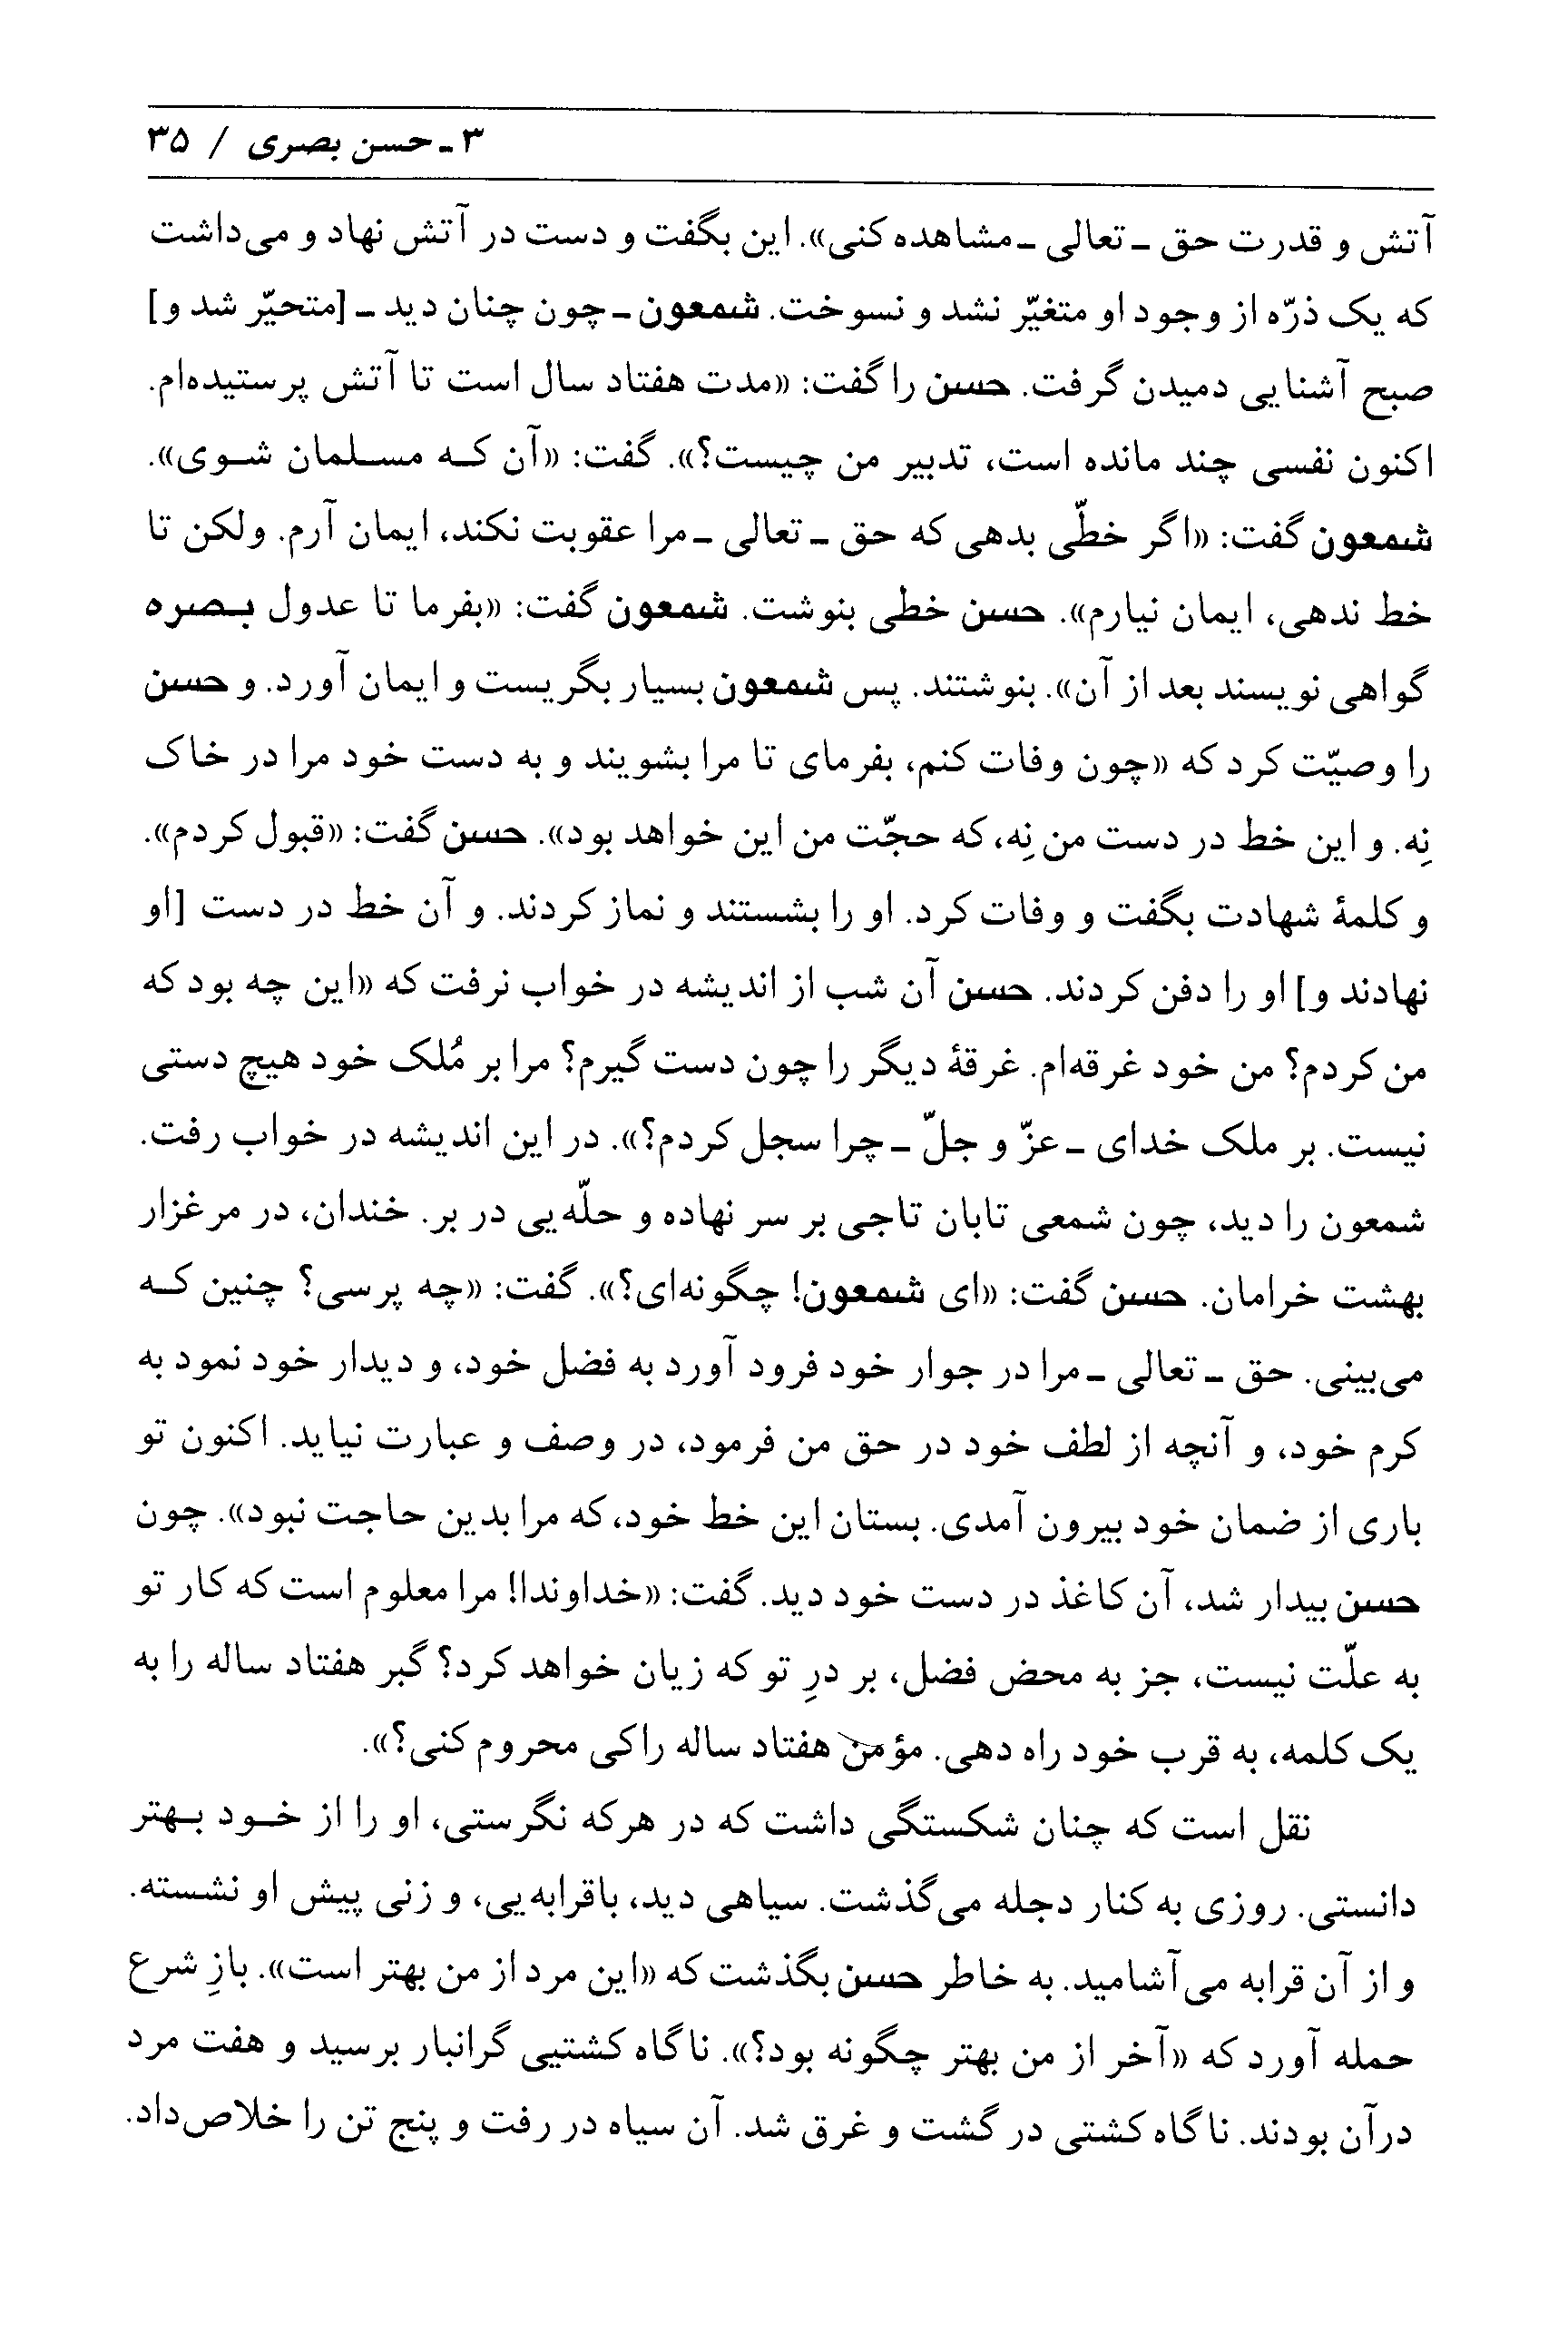 ۳ـ حسن بصری / ۳۵
آتش و قدرت حق ـ تعالی ـ مشاهده کنی». این بگفت و دست در آتش نهاد و می‌داشت
که یک ذرّه از وجود او متغیّر نشد و نسوخت. شمعون ـ چون چنان دید ـ [متحیّر شد و]
صبح آشنایی دمیدن گرفت. حسن را گفت: «مدت هفتاد سال است تا آتش پرستیده‌ام.
اکنون نفسی چند مانده است، تدبیر من چیست؟». گفت: «آن که مسلمان شوی».
شمعون گفت: «اگر خطّی بدهی که حق ـ تعالی ـ مرا عقوبت نکند، ایمان آرم. ولکن تا
خط ندهی، ایمان نیارم». حسن خطی بنوشت. شمعون گفت: «بفرما تا عدول بصره
گواهی نویسند بعد از آن». بنوشتند. پس شمعون بسیار بگریست و ایمان آورد. و حسن
را وصیّت کرد که «چون وفات کنم، بفرمای تا مرا بشویند و به دست خود مرا در خاک
نِه. و این خط در دست من نِه، که حجّت من این خواهد بود». حسن گفت: «قبول کردم».
و کلمهٔ شهادت بگفت و وفات کرد. او را بشستند و نماز کردند. و آن خط در دست [او
نهادند و] او را دفن کردند. حسن آن شب از اندیشه در خواب نرفت که «این چه بود که
من کردم؟ من خود غرقه‌ام. غرقهٔ دیگر را چون دست گیرم؟ مرا بر مُلک خود هیچ دستی
نیست. بر ملک خدای ـ عزّ و جلّ ـ چرا سجل کردم؟». در این اندیشه در خواب رفت.
شمعون را دید، چون شمعی تابان تاجی بر سر نهاده و حلّه‌یی در بر. خندان، در مرغزار
بهشت خرامان. حسن گفت: «ای شمعون! چگونه‌ای؟». گفت: «چه پرسی؟ چنین که
می‌بینی. حق ـ تعالی ـ مرا در جوار خود فرود آورد به فضل خود، و دیدار خود نمود به
کرم خود، و آنچه از لطف خود در حق من فرمود، در وصف و عبارت نیاید. اکنون تو
باری از ضمان خود بیرون آمدی. بستان این خط خود، که مرا بدین حاجت نبود». چون
حسن بیدار شد، آن کاغذ در دست خود دید. گفت: «خداوندا! مرا معلوم است که کار تو
به علّت نیست، جز به محض فضل، بر درِ تو که زیان خواهد کرد؟ گبر هفتاد ساله را به
یک کلمه، به قرب خود راه دهی. مؤمن هفتاد ساله را کی محروم کنی؟».
نقل است که چنان شکستگی داشت که در هرکه نگرستی، او را از خود بهتر
دانستی. روزی به کنار دجله می‌گذشت. سیاهی دید، باقرابه‌یی، و زنی پیش او نشسته.
و از آن قرابه می‌آشامید. به خاطر حسن بگذشت که «این مرد از من بهتر است». بازِ شرع
حمله آورد که «آخر از من بهتر چگونه بود؟». ناگاه کشتیی گرانبار برسید و هفت مرد
درآن بودند. ناگاه کشتی در گشت و غرق شد. آن سیاه در رفت و پنج تن را خلاص‌داد.